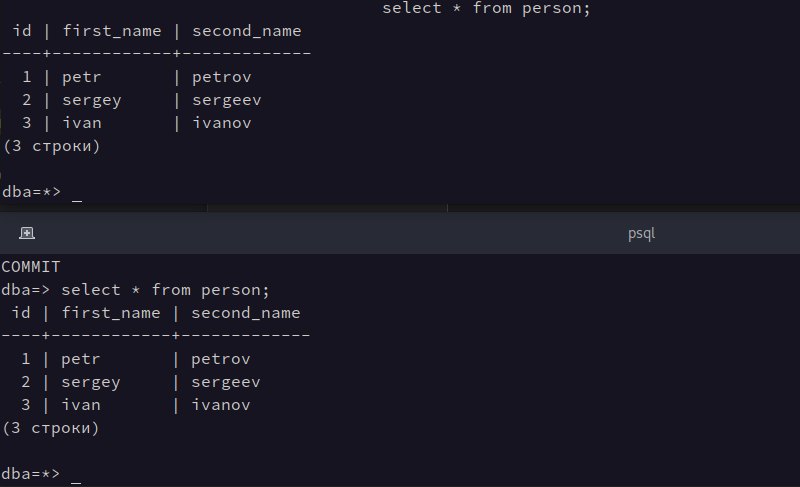 select * from person;
 id | first_name | second_name
----+------------+-------------
  1 | petr       | petrov
  2 | sergey     | sergeev
  3 | ivan       | ivanov
(3 строки)
dba=*> _
psql
COMMIT
dba=> select * from person;
 id | first_name | second_name
----+------------+-------------
  1 | petr       | petrov
  2 | sergey     | sergeev
  3 | ivan       | ivanov
(3 строки)
dba=*> _